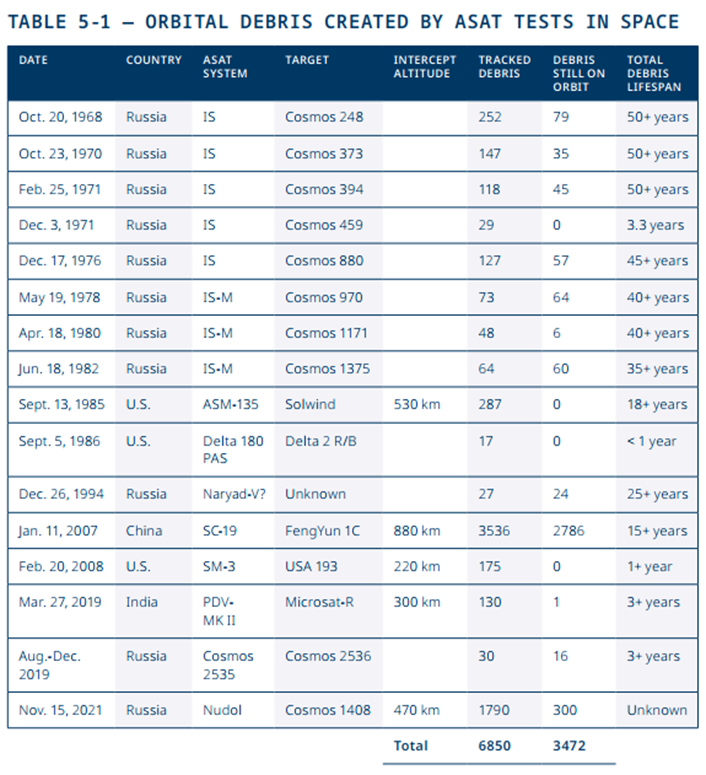 TABLE 5-1 — ORBITAL DEBRIS CREATED BY ASAT TESTS IN SPACE
DATE COUNTRY ASAT SYSTEM TARGET INTERCEPT ALTITUDE TRACKED DEBRIS DEBRIS STILL ON ORBIT TOTAL DEBRIS LIFESPAN
Oct. 20, 1968 Russia IS Cosmos 248 252 79 50+ years
Oct. 23, 1970 Russia IS Cosmos 373 147 35 50+ years
Feb. 25, 1971 Russia IS Cosmos 394 118 45 50+ years
Dec. 3, 1971 Russia IS Cosmos 459 29 0 3.3 years
Dec. 17, 1976 Russia IS Cosmos 880 127 57 45+ years
May 19, 1978 Russia IS-M Cosmos 970 73 64 40+ years
Apr. 18, 1980 Russia IS-M Cosmos 1171 48 6 40+ years
Jun. 18, 1982 Russia IS-M Cosmos 1375 64 60 35+ years
Sept. 13, 1985 U.S. ASM-135 Solwind 530 km 287 0 18+ years
Sept. 5, 1986 U.S. Delta 180 PAS Delta 2 R/B 17 0 < 1 year
Dec. 26, 1994 Russia Naryad-V? Unknown 27 24 25+ years
Jan. 11, 2007 China SC-19 FengYun 1C 880 km 3536 2786 15+ years
Feb. 20, 2008 U.S. SM-3 USA 193 220 km 175 0 1+ year
Mar. 27, 2019 India PDV-MK II Microsat-R 300 km 130 1 3+ years
Aug.-Dec. 2019 Russia Cosmos 2535 Cosmos 2536 30 16 3+ years
Nov. 15, 2021 Russia Nudol Cosmos 1408 470 km 1790 300 Unknown
Total 6850 3472